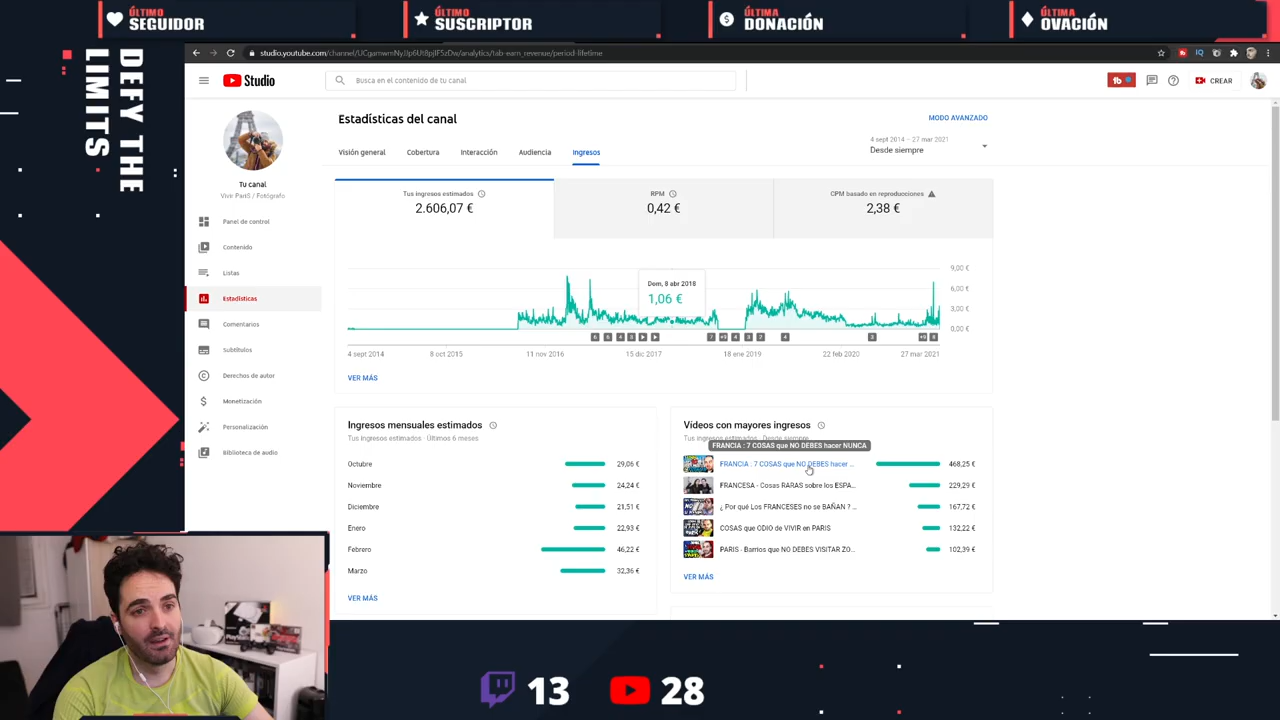 ÚLTIMO
SEGUIDOR
ÚLTIMO
SUSCRIPTOR
ÚLTIMA
DONACIÓN
ÚLTIMA
OVACIÓN
DEFY THE
LIMITS
Studio
Busca en el contenido de tu canal
CREAR
Tu canal
Vivir París / Fotógrafo
Panel de control
Contenido
Listas
Estadísticas
Comentarios
Subtítulos
Derechos de autor
Monetización
Personalización
Biblioteca de audio
Estadísticas del canal
MODO AVANZADO
Visión general
Cobertura
Interacción
Audiencia
Ingresos
4 sept 2014 – 27 mar 2021
Desde siempre
Tus ingresos estimados
2.606,07 €
RPM
0,42 €
CPM basado en reproducciones
2,38 €
Dom, 8 abr 2018
1,06 €
9,00 €
6,00 €
3,00 €
0,00 €
4 sept 2014
8 oct 2015
11 nov 2016
15 dic 2017
18 ene 2019
22 feb 2020
27 mar 2021
VER MÁS
Ingresos mensuales estimados
Tus ingresos estimados · Últimos 6 meses
Octubre 29,06 €
Noviembre 24,24 €
Diciembre 21,51 €
Enero 22,93 €
Febrero 46,22 €
Marzo 32,36 €
VER MÁS
Vídeos con mayores ingresos
Tus ingresos estimados · Desde siempre
FRANCIA : 7 COSAS que NO DEBES hacer NUNCA
FRANCIA : 7 COSAS que NO DEBES hacer ... 468,25 €
FRANCESA - Cosas RARAS sobre los ESPA... 229,29 €
¿ Por qué Los FRANCESES no se BAÑAN ? ... 167,72 €
COSAS que ODIO de VIVIR en PARIS 132,22 €
PARIS - Barrios que NO DEBES VISITAR ZO... 102,39 €
VER MÁS
13
28